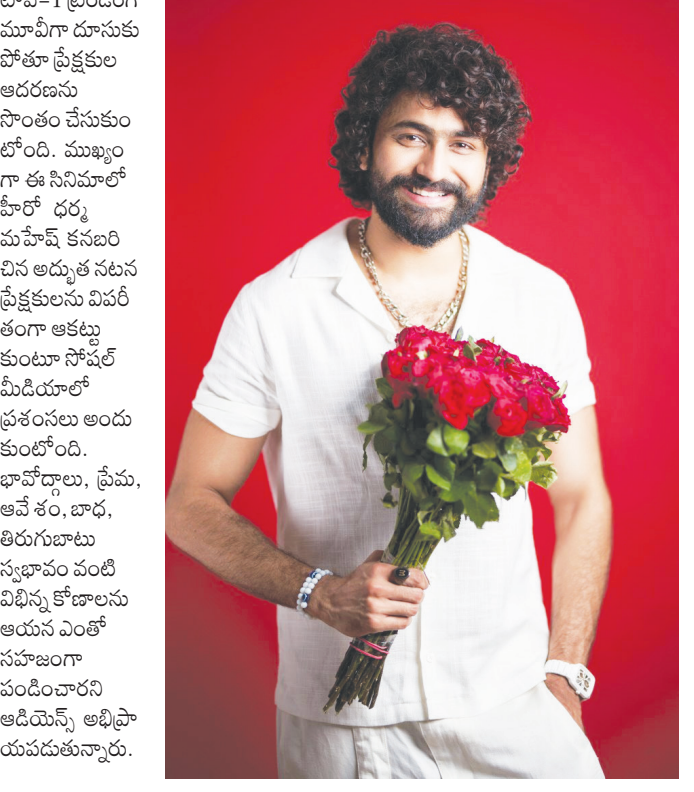 టాప్–1 ట్రెండింగ్
మూవీగా దూసుకు
పోతూ ప్రేక్షకుల
ఆదరణను
సొంతం చేసుకుం
టోంది. ముఖ్యం
గా ఈ సినిమాలో
హీరో ధర్మ
మహేష్ కనబరి
చిన అద్భుత నటన
ప్రేక్షకులను విపరీ
తంగా ఆకట్టు
కుంటూ సోషల్
మీడియాలో
ప్రశంసలు అందు
కుంటోంది.
భావోద్గాలు, ప్రేమ,
ఆవే శం, బాధ,
తిరుగుబాటు
స్వభావం వంటి
విభిన్న కోణాలను
ఆయన ఎంతో
సహజంగా
పండించారని
ఆడియెన్స్ అభిప్రా
యపడుతున్నారు.